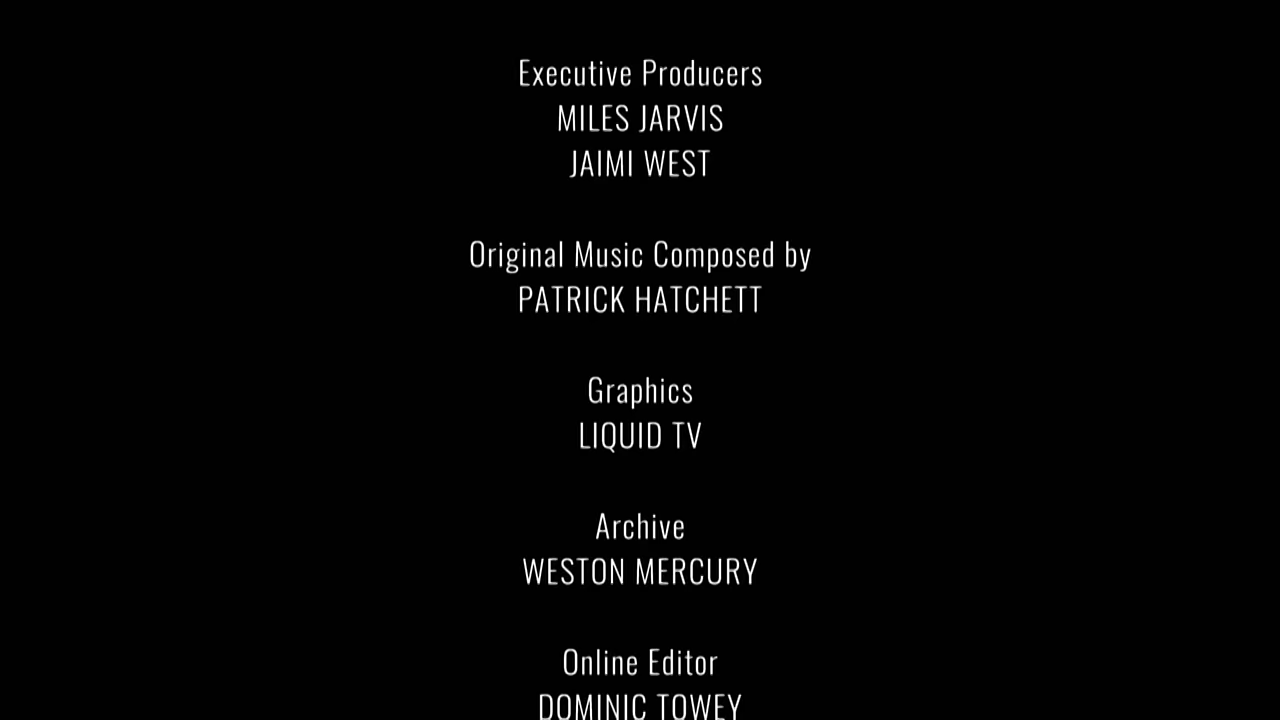 Executive Producers
MILES JARVIS
JAIMI WEST
Original Music Composed by
PATRICK HATCHETT
Graphics
LIQUID TV
Archive
WESTON MERCURY
Online Editor
DOMINIC TOWEY